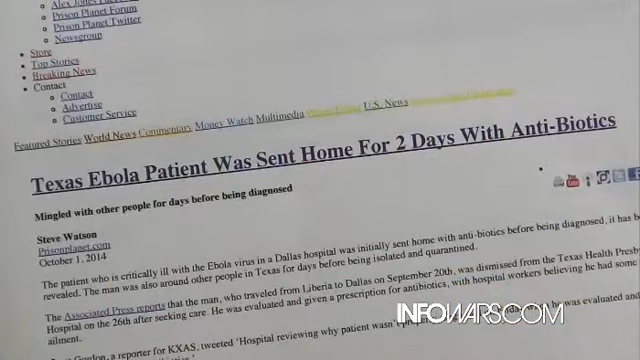 Prison Planet Forum
Prison Planet Twitter
Newsgroup
Store
Top Stories
Breaking News
Contact
Contact
Advertise
Customer Service
Featured Stories World News Commentary Money Watch Multimedia U.S. News
Texas Ebola Patient Was Sent Home For 2 Days With Anti-Biotics
Mingled with other people for days before being diagnosed
Steve Watson
Prisonplanet.com
October 1, 2014
The patient who is critically ill with the Ebola virus in a Dallas hospital was initially sent home with anti-biotics before being diagnosed, it has be
revealed. The man was also around other people in Texas for days before being isolated and quarantined.
The Associated Press reports that the man, who traveled from Liberia to Dallas on September 20th, was dismissed from the Texas Health Presby
Hospital on the 26th after seeking care. He was evaluated and given a prescription for antibiotics, with hospital workers believing he had some
ailment.
Gordon, a reporter for KXAS, tweeted 'Hospital reviewing why patient wasn't he was evaluated and
INFOWARS.COM